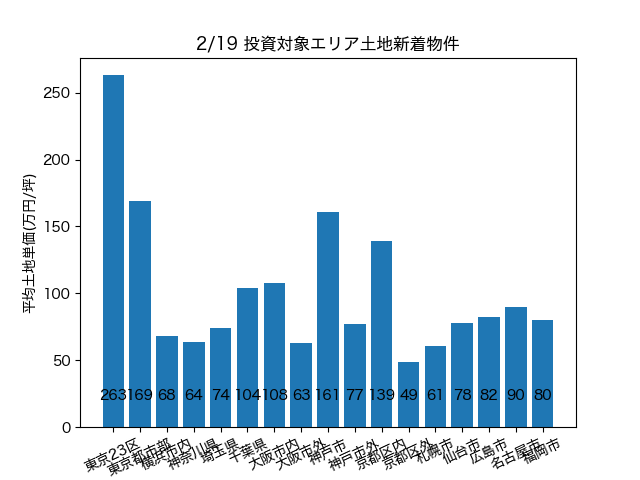 2/19 投資対象エリア土地新着物件
平均土地単価(万円/坪)
250
200
150
100
50
0
263 169 68 64 74 104 108 63 161 77 139 49 61 78 82 90 80
東京23区
東京都市部
横浜市内
神奈川県
埼玉県
千葉県
大阪市内
大阪市外
神戸市
神戸市外
京都区内
京都区外
札幌市
仙台市
広島市
名古屋市
福岡市